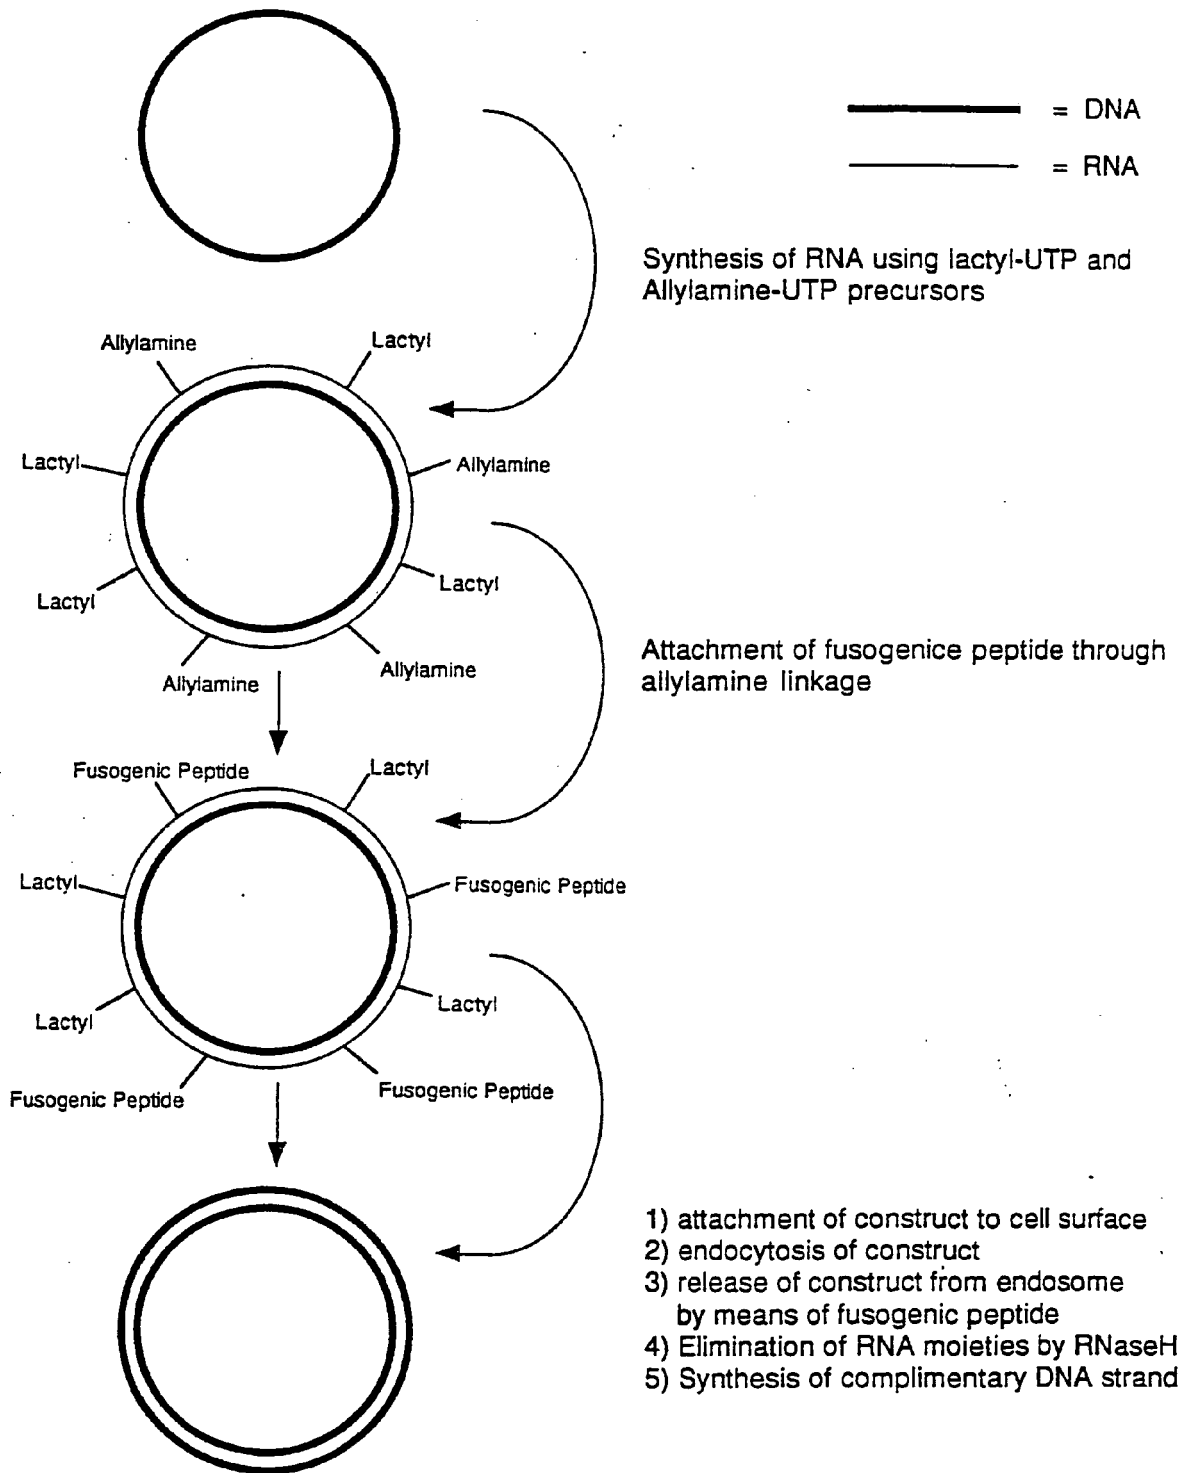 = DNA
= RNA
Synthesis of RNA using lactyl-UTP and
Allylamine-UTP precursors
Allylamine
Lactyl
Lactyl
Allylamine
Lactyl
Lactyl
Allylamine
Allylamine
Attachment of fusogenice peptide through
allylamine linkage
Fusogenic Peptide
Lactyl
Lactyl
Fusogenic Peptide
Lactyl
Lactyl
Fusogenic Peptide
Fusogenic Peptide
1) attachment of construct to cell surface
2) endocytosis of construct
3) release of construct from endosome
by means of fusogenic peptide
4) Elimination of RNA moieties by RNaseH
5) Synthesis of complimentary DNA strand